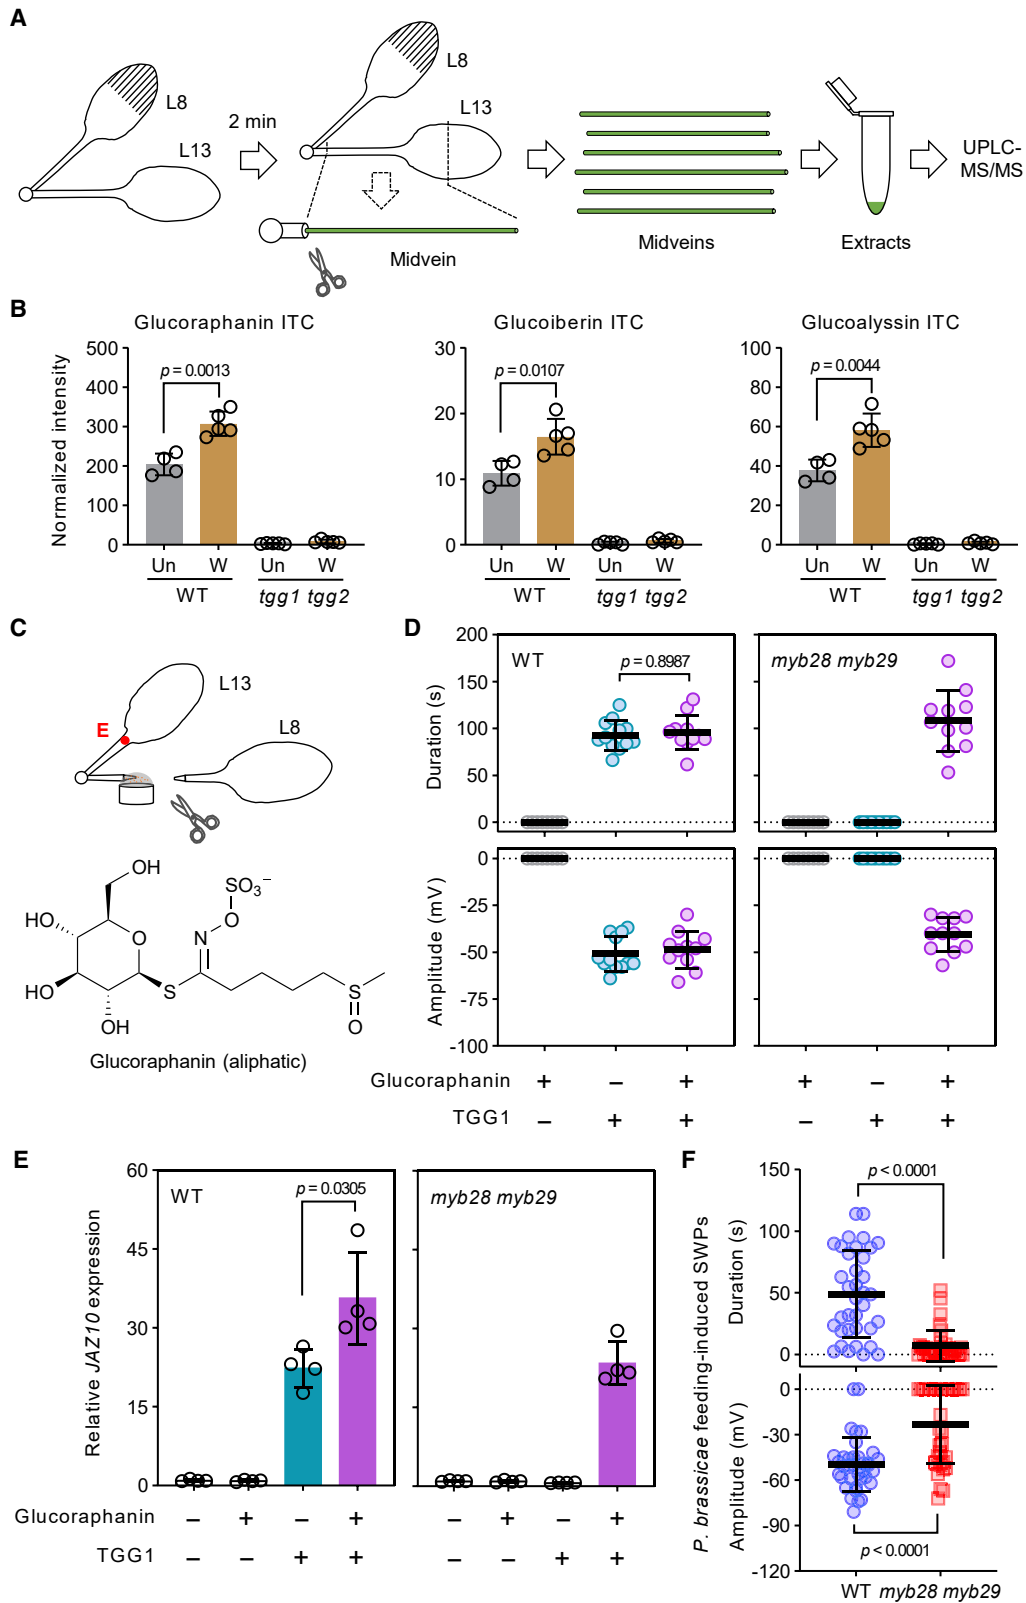 A
L8
L13
2 min
L8
L13
Midvein
Midveins
Extracts
UPLC-
MS/MS
B
Glucoraphanin ITC
Glucoiberin ITC
Glucoalyssin ITC
Normalized intensity
500
400
300
200
100
0
p = 0.0013
Un W Un W
WT tgg1 tgg2
30
20
10
0
p = 0.0107
Un W Un W
WT tgg1 tgg2
100
80
60
40
20
0
p = 0.0044
Un W Un W
WT tgg1 tgg2
C
L13
E
L8
OH
HO
HO
OH
O
S
N
O
SO3−
S
O
Glucoraphanin (aliphatic)
D
WT
myb28 myb29
p = 0.8987
Duration (s)
200
150
100
50
0
Amplitude (mV)
0
-25
-50
-75
-100
Glucoraphanin + − + + − +
TGG1 − + + − + +
E
WT
myb28 myb29
p = 0.0305
Relative JAZ10 expression
60
45
30
15
0
Glucoraphanin − + − + − + − +
TGG1 − − + + − − + +
F
P. brassicae feeding-induced SWPs
Duration (s)
150
100
50
0
p < 0.0001
Amplitude (mV)
0
-30
-60
-90
-120
p < 0.0001
WT myb28 myb29